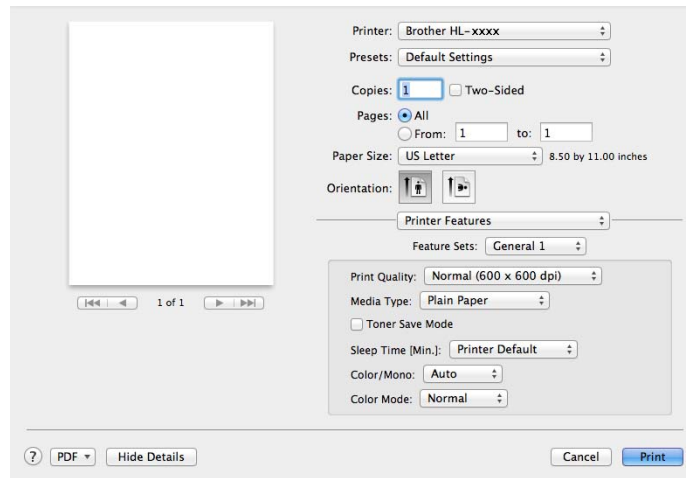 Printer: Brother HL-xxxx
Presets: Default Settings
Copies: 1 Two-Sided
Pages: All
From: 1 to: 1
Paper Size: US Letter 8.50 by 11.00 inches
Orientation:
Printer Features
Feature Sets: General 1
Print Quality: Normal (600 x 600 dpi)
1 of 1
Media Type: Plain Paper
Toner Save Mode
Sleep Time [Min.]: Printer Default
Color/Mono: Auto
Color Mode: Normal
? PDF Hide Details Cancel Print